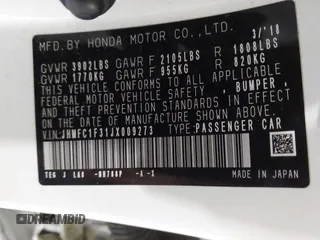 MFD.BY HONDA MOTOR CO.,LTD. 3/'18
GVWR 3902LBS GAWR F 2105LBS R 1808LBS
GVWR 1770KG GAWR F 955KG R 820KG
THIS VEHICLE CONFORMS TO ALL APPLICABLE
FEDERAL MOTOR VEHICLE SAFETY, BUMPER, AND
THEFT PREVENTION STANDARDS IN EFFECT ON THE
DATE OF MANUFACTURE SHOWN ABOVE.
VIN:JHMFC1F31JX009273 TYPE:PASSENGER CAR
MADE IN JAPAN
DREAMBID